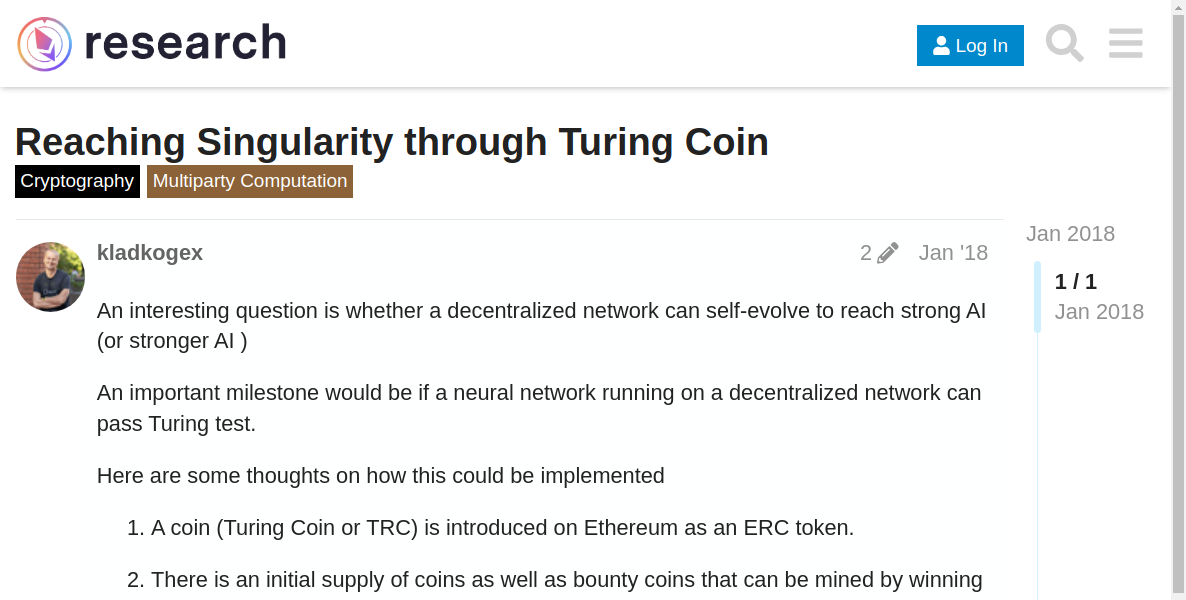 research
Log In
Reaching Singularity through Turing Coin
Cryptography Multiparty Computation
kladkogex
2 Jan '18
An interesting question is whether a decentralized network can self-evolve to reach strong AI
(or stronger AI )
An important milestone would be if a neural network running on a decentralized network can
pass Turing test.
Here are some thoughts on how this could be implemented
1. A coin (Turing Coin or TRC) is introduced on Ethereum as an ERC token.
2. There is an initial supply of coins as well as bounty coins that can be mined by winning
Jan 2018
1 / 1
Jan 2018